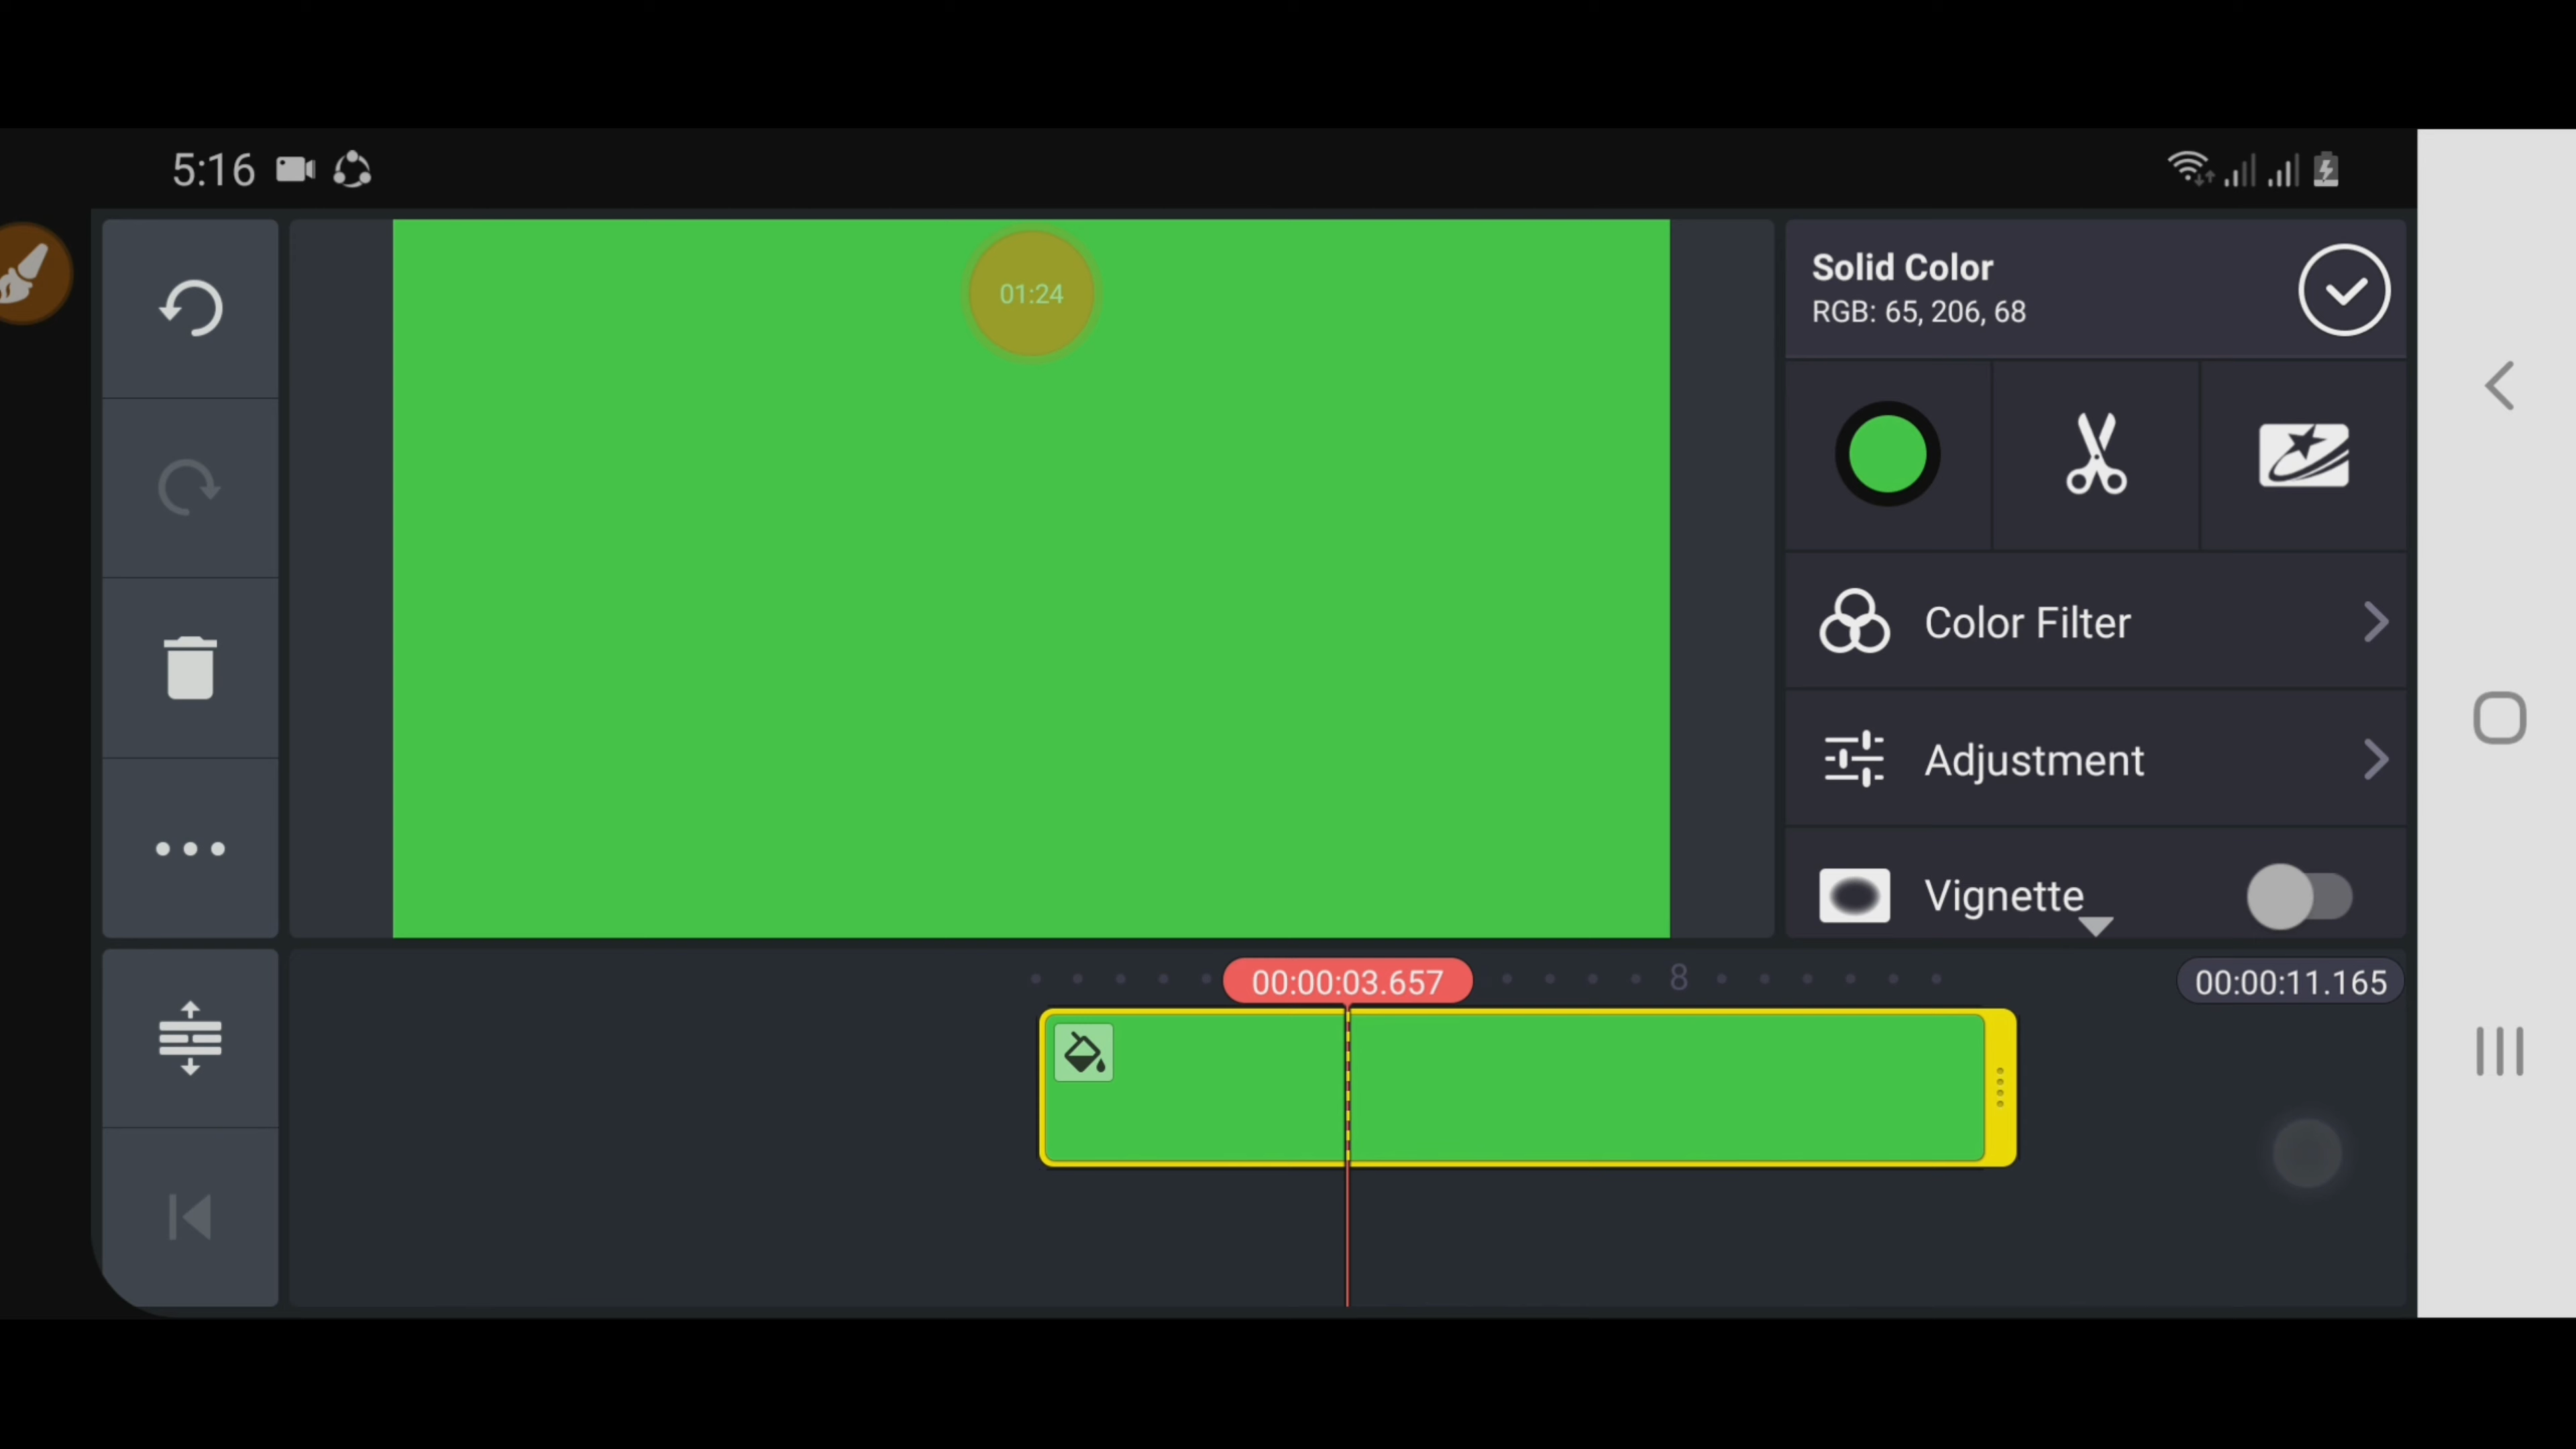 5:16
01:24
Solid Color
RGB: 65, 206, 68
Color Filter
Adjustment
Vignette
00:00:03.657
8
00:00:11.165